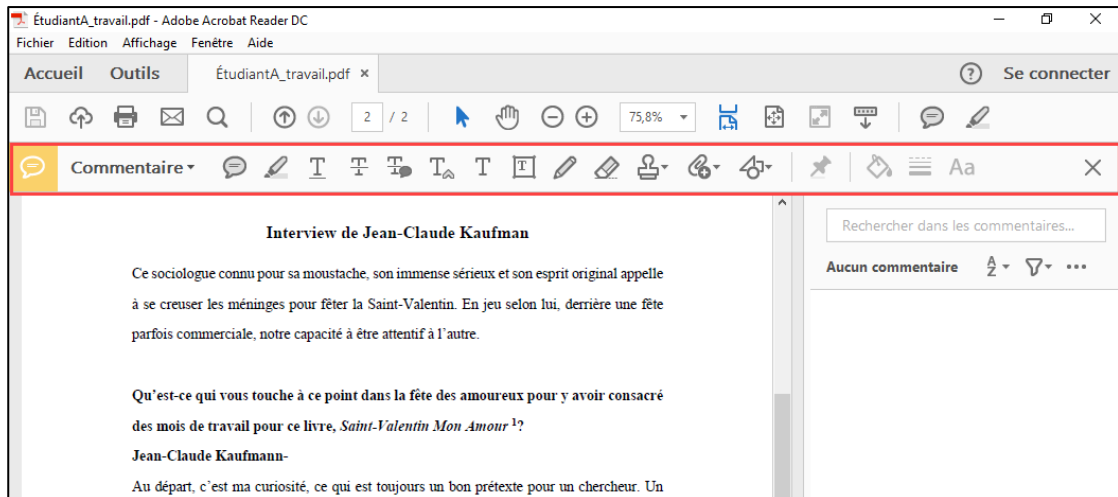 ÉtudiantA_travail.pdf - Adobe Acrobat Reader DC
Fichier Edition Affichage Fenêtre Aide
Accueil Outils ÉtudiantA_travail.pdf × Se connecter
2 / 2 75,8%
Commentaire
Rechercher dans les commentaires...
Aucun commentaire
Interview de Jean-Claude Kaufman
Ce sociologue connu pour sa moustache, son immense sérieux et son esprit original appelle
à se creuser les méninges pour fêter la Saint-Valentin. En jeu selon lui, derrière une fête
parfois commerciale, notre capacité à être attentif à l'autre.
Qu'est-ce qui vous touche à ce point dans la fête des amoureux pour y avoir consacré
des mois de travail pour ce livre, Saint-Valentin Mon Amour ¹?
Jean-Claude Kaufmann-
Au départ, c'est ma curiosité, ce qui est toujours un bon prétexte pour un chercheur. Un